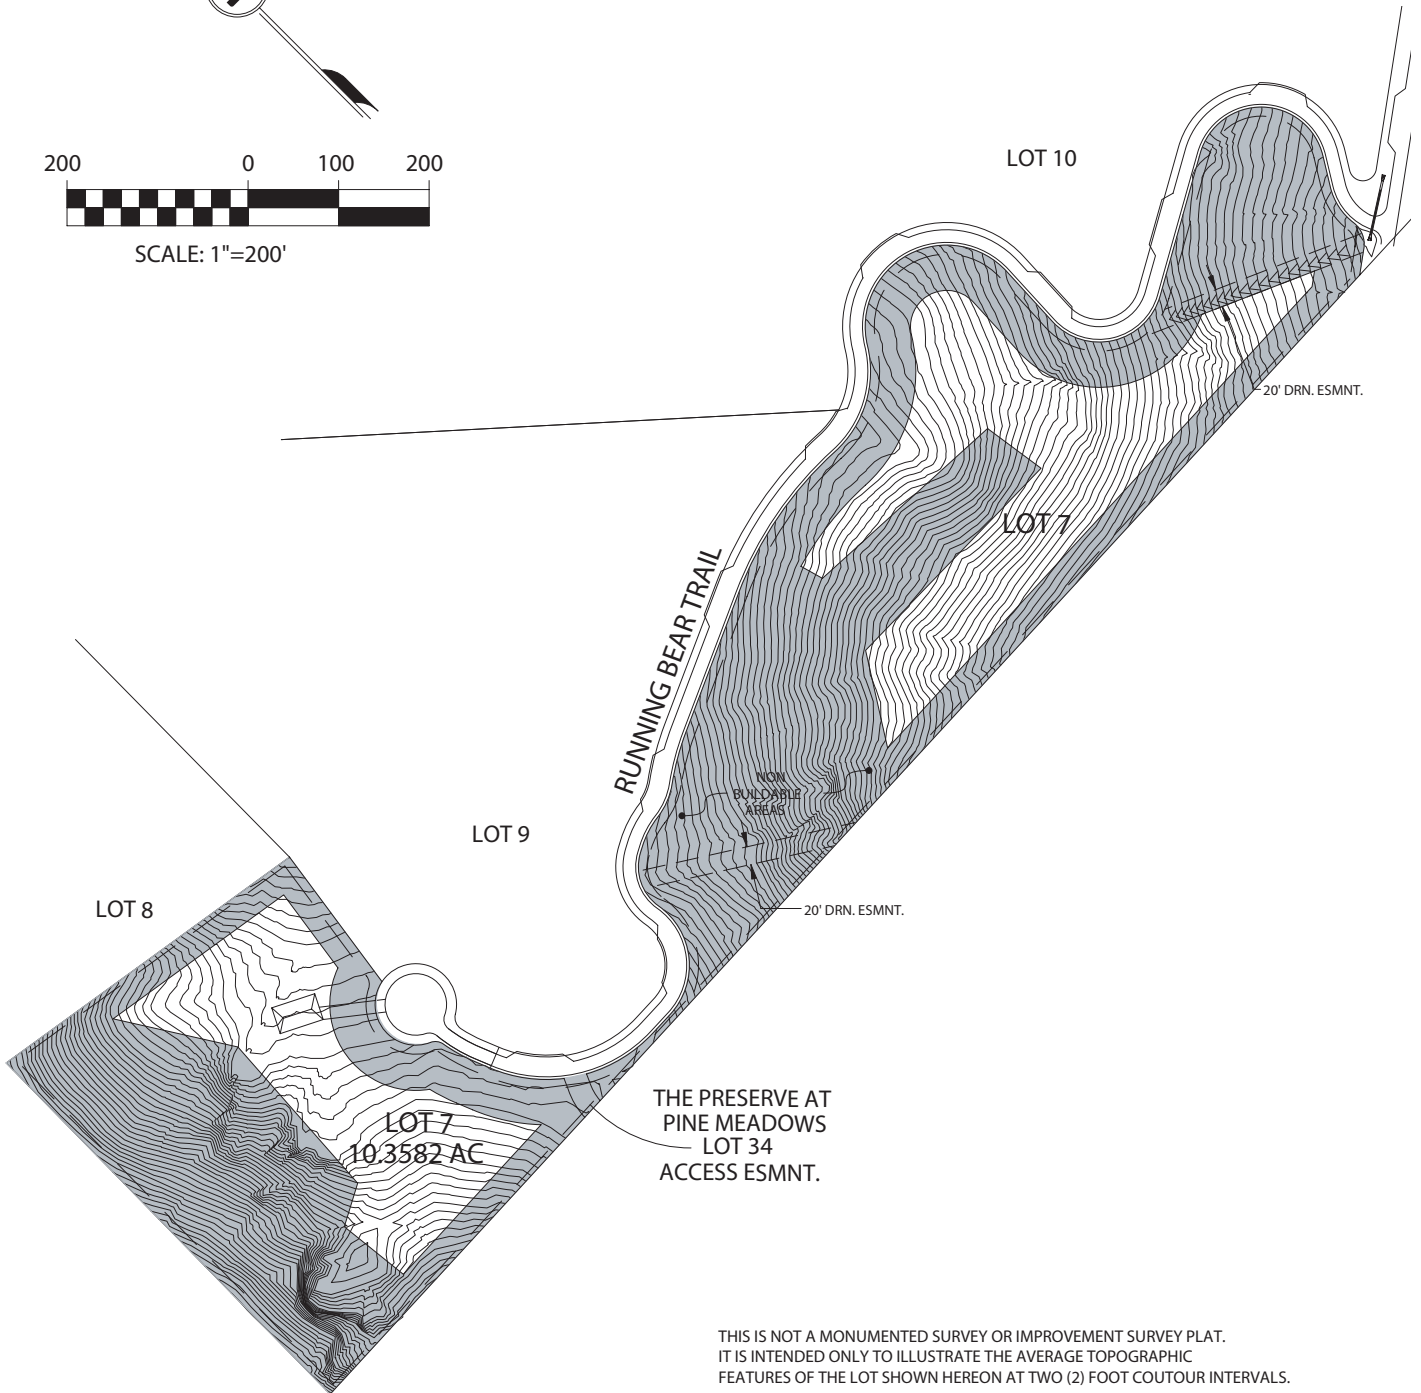 200 0 100 200
SCALE: 1"=200'
LOT 10
20' DRN. ESMNT.
LOT 7
RUNNING BEAR TRAIL
NON
BUILDABLE
AREAS
LOT 9
LOT 8
20' DRN. ESMNT.
LOT 7
10.3582 AC
THE PRESERVE AT
PINE MEADOWS
LOT 34
ACCESS ESMNT.
THIS IS NOT A MONUMENTED SURVEY OR IMPROVEMENT SURVEY PLAT.
IT IS INTENDED ONLY TO ILLUSTRATE THE AVERAGE TOPOGRAPHIC
FEATURES OF THE LOT SHOWN HEREON AT TWO (2) FOOT COUTOUR INTERVALS.